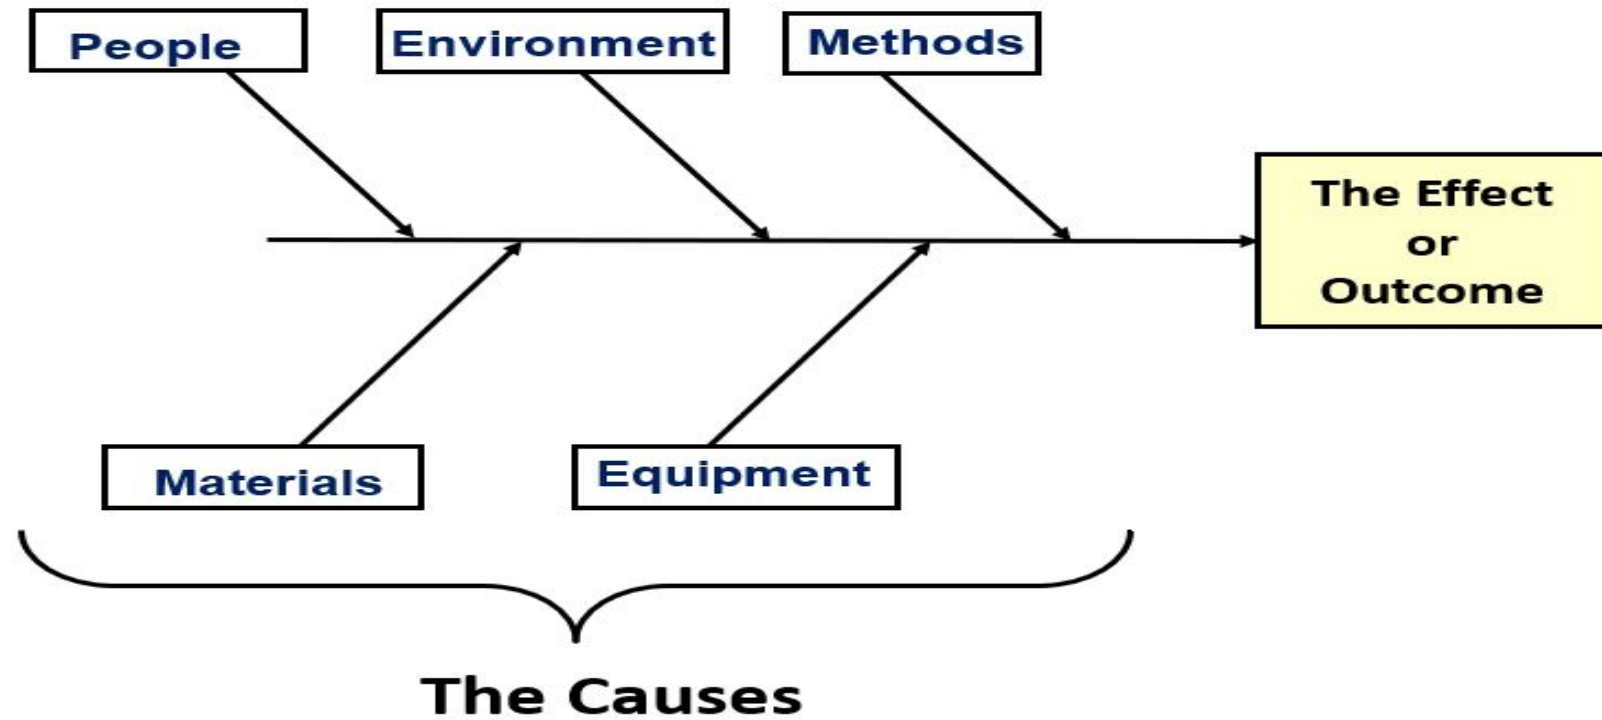 People
Environment
Methods
The Effect
or
Outcome
Materials
Equipment
The Causes